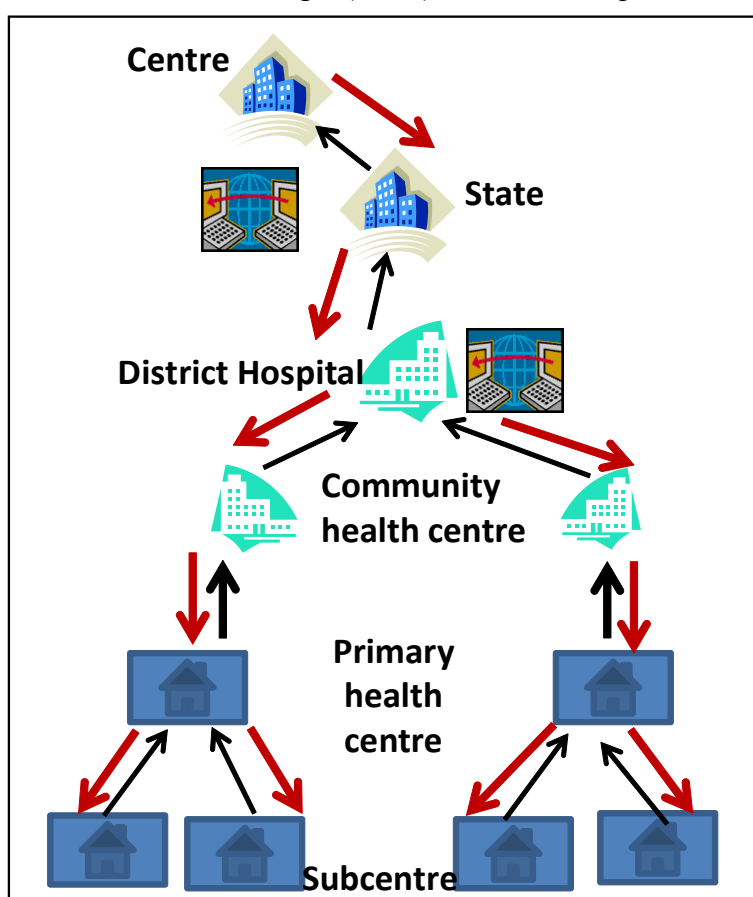 Centre
State
District Hospital
Community
health centre
Primary
health
centre
Subcentre